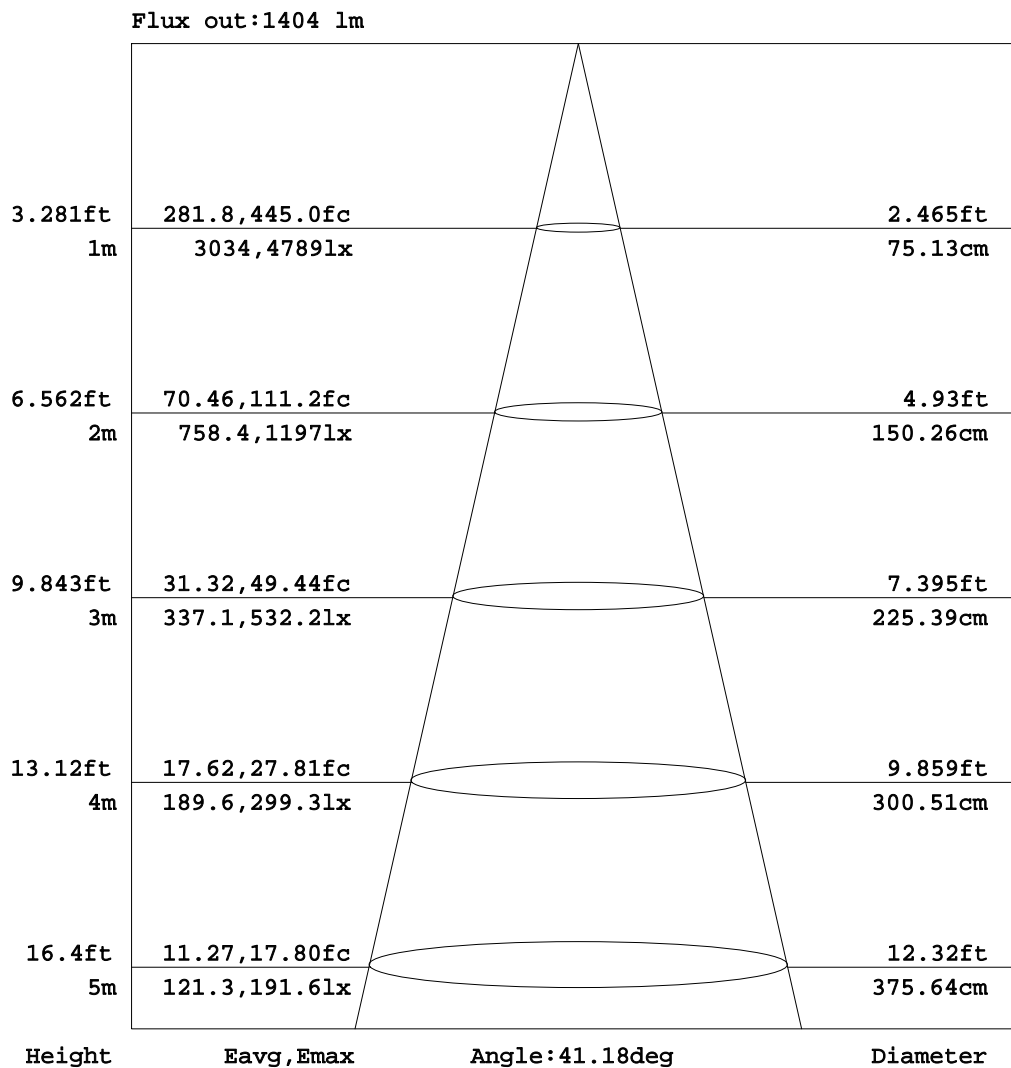 Flux out:1404 lm
3.281ft 281.8,445.0fc 2.465ft
1m 3034,4789lx 75.13cm
6.562ft 70.46,111.2fc 4.93ft
2m 758.4,1197lx 150.26cm
9.843ft 31.32,49.44fc 7.395ft
3m 337.1,532.2lx 225.39cm
13.12ft 17.62,27.81fc 9.859ft
4m 189.6,299.3lx 300.51cm
16.4ft 11.27,17.80fc 12.32ft
5m 121.3,191.6lx 375.64cm
Height Eavg,Emax Angle:41.18deg Diameter